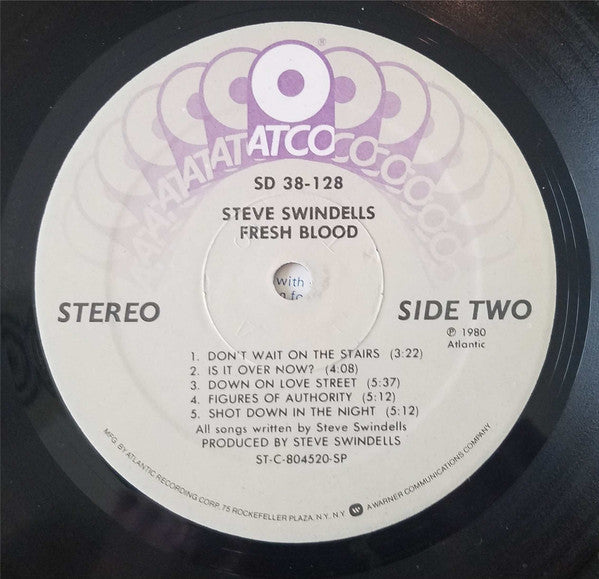 ATCO
®
SD 38-128
STEVE SWINDELLS
FRESH BLOOD
with
STEREO
SIDE TWO
℗ 1980
Atlantic
1. DON'T WAIT ON THE STAIRS (3:22)
2. IS IT OVER NOW? (4:08)
3. DOWN ON LOVE STREET (5:37)
4. FIGURES OF AUTHORITY (5:12)
5. SHOT DOWN IN THE NIGHT (5:12)
All songs written by Steve Swindells
PRODUCED BY STEVE SWINDELLS
ST-C-804520-SP
MFG. BY ATLANTIC RECORDING CORP. 75 ROCKEFELLER PLAZA, N.Y. N.Y. A WARNER COMMUNICATIONS COMPANY